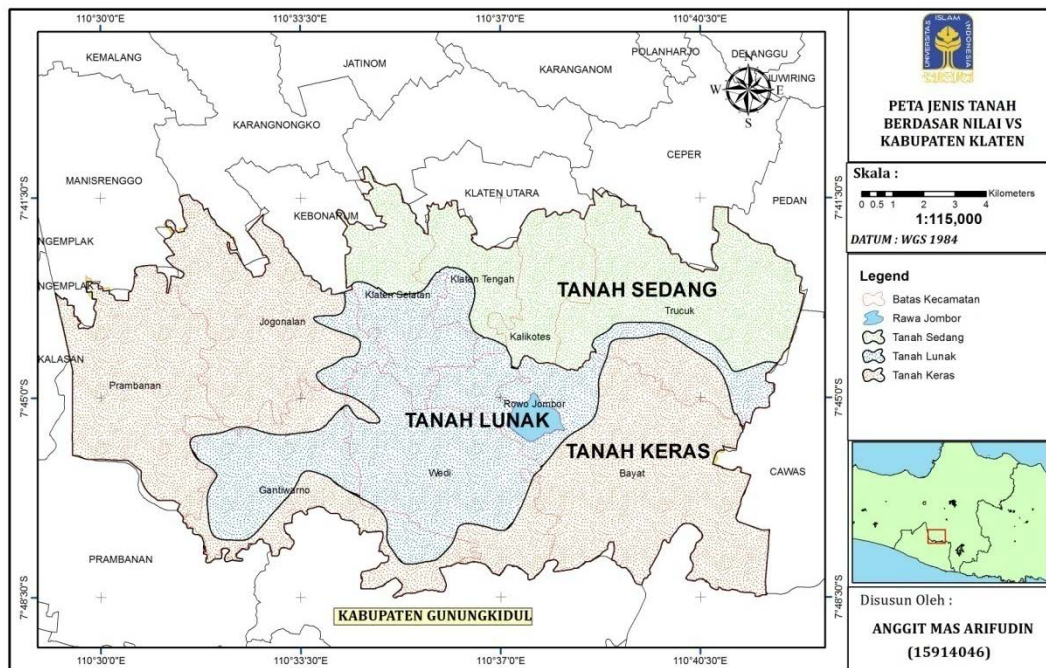 110°30'0"E 110°33'30"E 110°37'0"E 110°40'30"E
KEMALANG
JATINOM
POLANHARJO
DELANGGU
JUWIRING
KARANGANOM
N
W E
S
KARANGNONGKO
CEPER
MANISRENGGO
KLATEN UTARA
PEDAN
7°41'30"S
7°41'30"S
KEBONARUM
NGEMPLAK
NGEMPLAK
Klaten Tengah
Klaten Selatan
TANAH SEDANG
Trucuk
Jogonalan
Kalikotes
KALASAN
Prambanan
7°45'0"S
7°45'0"S
Rowo Jombor
TANAH LUNAK
TANAH KERAS
Wedi
Bayat
CAWAS
Gantiwarno
PRAMBANAN
7°48'30"S
7°48'30"S
KABUPATEN GUNUNGKIDUL
110°30'0"E 110°33'30"E 110°37'0"E 110°40'30"E
UNIVERSITAS ISLAM INDONESIA
PETA JENIS TANAH
BERDASAR NILAI VS
KABUPATEN KLATEN
Skala :
Kilometers
0 0.5 1 2 3 4
1:115,000
DATUM : WGS 1984
Legend
Batas Kecamatan
Rawa Jombor
Tanah Sedang
Tanah Lunak
Tanah Keras
Disusun Oleh :
ANGGIT MAS ARIFUDIN
(15914046)